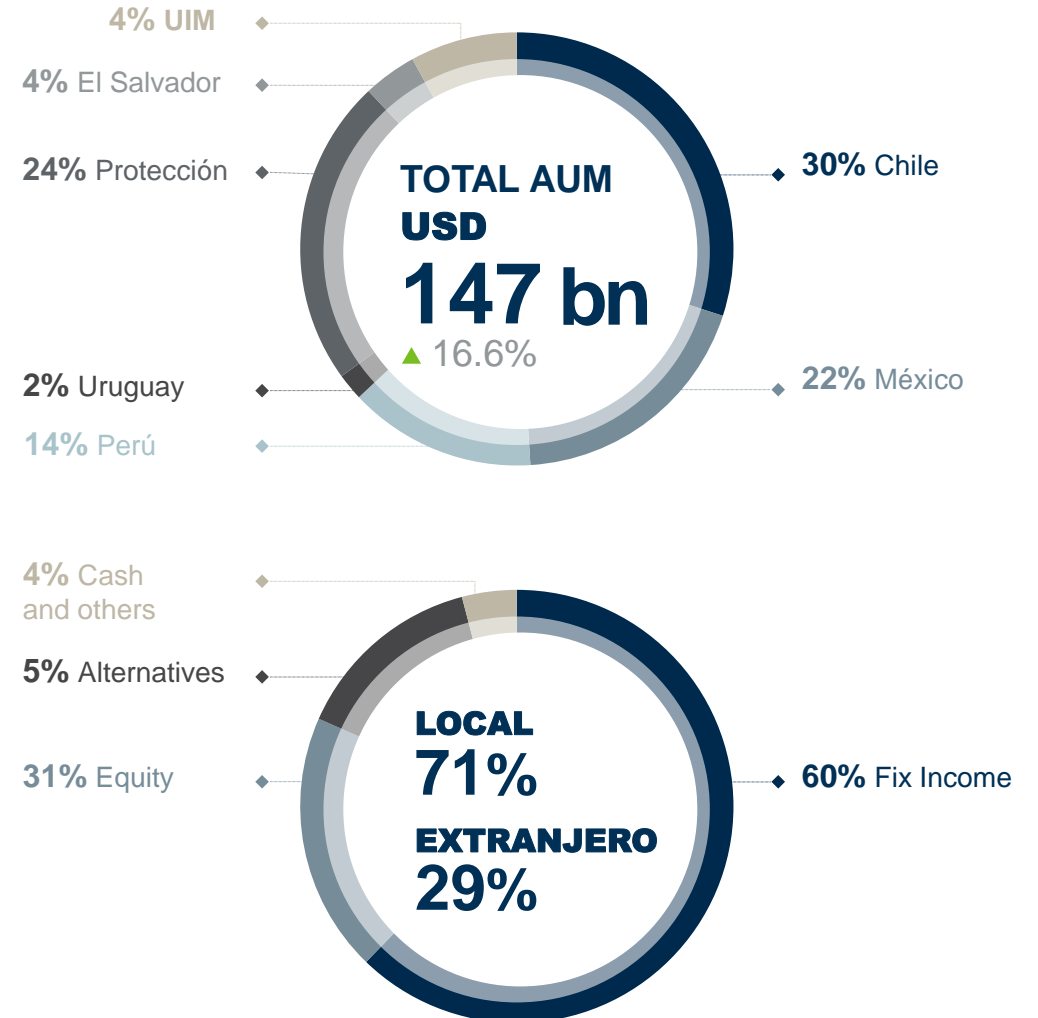 4% UIM
4% El Salvador
24% Protección
2% Uruguay
14% Perú
TOTAL AUM
USD
147 bn
▲ 16.6%
30% Chile
22% México
4% Cash
and others
5% Alternatives
31% Equity
LOCAL
71%
EXTRANJERO
29%
60% Fix Income